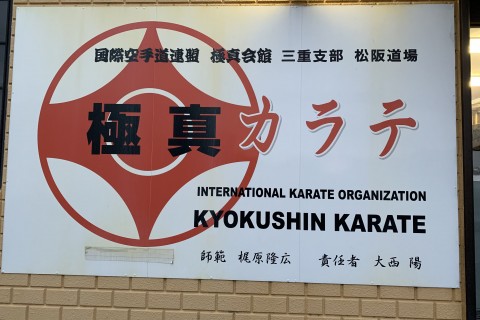 国際空手道連盟 極真会館 三重支部 松阪道場
極真カラテ
INTERNATIONAL KARATE ORGANIZATION
KYOKUSHIN KARATE
師範 梶原隆広 責任者 大西 陽